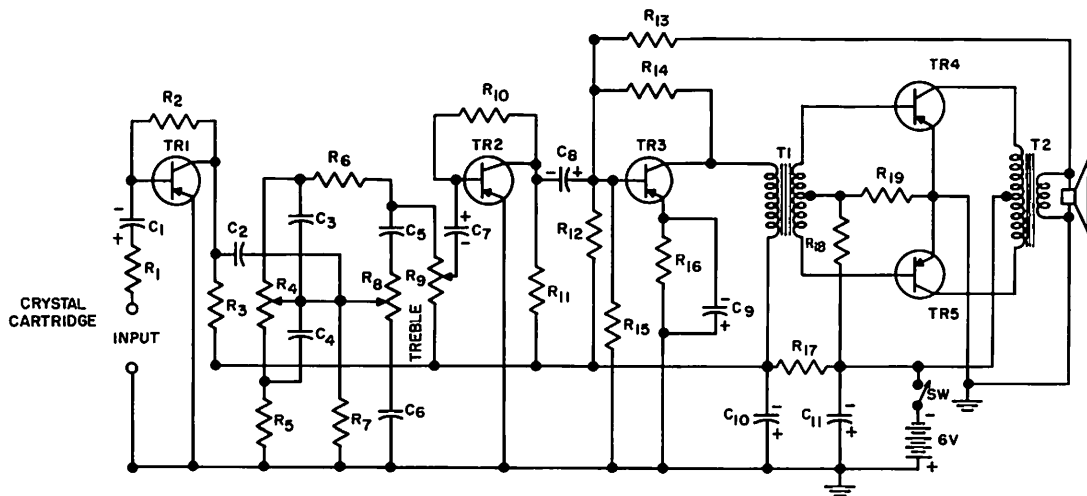 R13
R14
TR4
R2
R10
TR1
TR2
C8
TR3
T1
T2
R6
- +
R19
-
C1
+
C3
+
C7
-
C2
C5
R12
R18
R1
R16
R4
R8
R9
R3
R11
-
C9
+
CRYSTAL
CARTRIDGE
INPUT
C4
TREBLE
R15
TR5
R17
SW
R5
R7
C6
C10
-
+
C11
-
+
-
6V
+